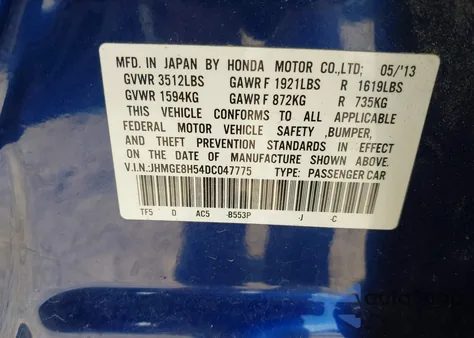 MFD. IN JAPAN BY HONDA MOTOR CO.,LTD; 05/'13
GVWR 3512LBS GAWR F 1921LBS R 1619LBS
GVWR 1594KG GAWR F 872KG R 735KG
THIS VEHICLE CONFORMS TO ALL APPLICABLE
FEDERAL MOTOR VEHICLE SAFETY ,BUMPER,
AND THEFT PREVENTION STANDARDS IN EFFECT
ON THE DATE OF MANUFACTURE SHOWN ABOVE.
V.I.N.:JHMGE8H54DC047775 TYPE: PASSENGER CAR
TF5 D AC5 -B553P -J -C